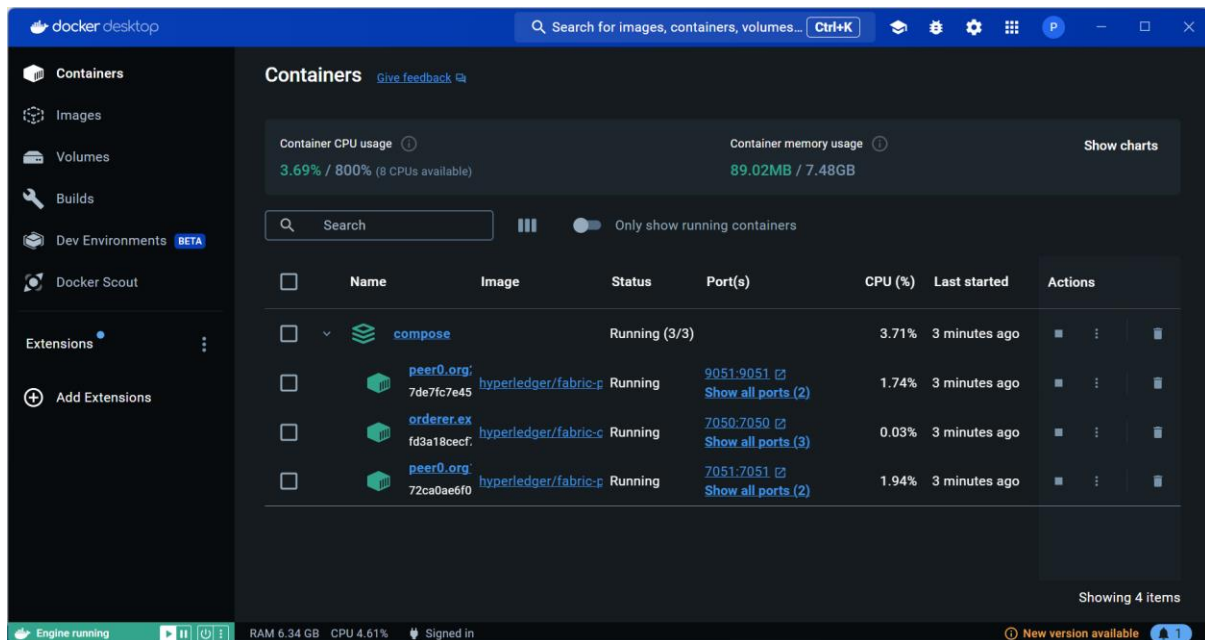 docker desktop
Search for images, containers, volumes... Ctrl+K
P
Containers
Images
Volumes
Builds
Dev Environments BETA
Docker Scout
Extensions
Add Extensions
Containers Give feedback
Container CPU usage
3.69% / 800% (8 CPUs available)
Container memory usage
89.02MB / 7.48GB
Show charts
Search
Only show running containers
Name Image Status Port(s) CPU (%) Last started Actions
compose Running (3/3) 3.71% 3 minutes ago
peer0.org
7de7fc7e45
hyperledger/fabric-p Running
9051:9051
Show all ports (2)
1.74% 3 minutes ago
orderer.ex
fd3a18cecf
hyperledger/fabric-c Running
7050:7050
Show all ports (3)
0.03% 3 minutes ago
peer0.org
72ca0ae6f0
hyperledger/fabric-p Running
7051:7051
Show all ports (2)
1.94% 3 minutes ago
Showing 4 items
Engine running
RAM 6.34 GB CPU 4.61% Signed in
New version available 1